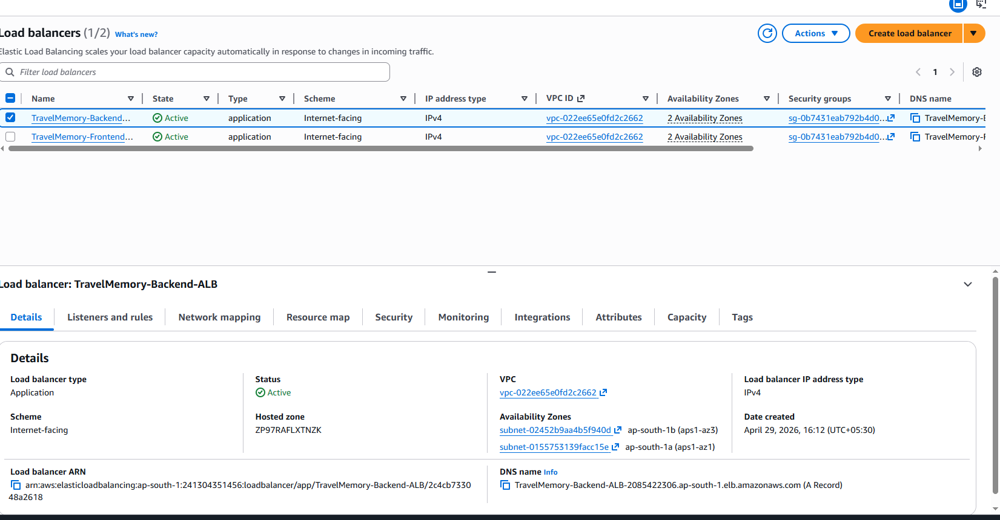 Load balancers (1/2) What's new?
Actions
Create load balancer
Elastic Load Balancing scales your load balancer capacity automatically in response to changes in incoming traffic.
Filter load balancers
1
Name State Type Scheme IP address type VPC ID Availability Zones Security groups DNS name
TravelMemory-Backend... Active application Internet-facing IPv4 vpc-022ee65e0fd2c2662 2 Availability Zones sg-0b7431eab792b4d0... TravelMemory-B
TravelMemory-Frontend... Active application Internet-facing IPv4 vpc-022ee65e0fd2c2662 2 Availability Zones sg-0b7431eab792b4d0... TravelMemory-F
Load balancer: TravelMemory-Backend-ALB
Details Listeners and rules Network mapping Resource map Security Monitoring Integrations Attributes Capacity Tags
Details
Load balancer type
Application
Status
Active
VPC
vpc-022ee65e0fd2c2662
Load balancer IP address type
IPv4
Scheme
Internet-facing
Hosted zone
ZP97RAFLXTNZK
Availability Zones
subnet-02452b9aa4b5f940d ap-south-1b (aps1-az3)
subnet-0155753139facc15e ap-south-1a (aps1-az1)
Date created
April 29, 2026, 16:12 (UTC+05:30)
Load balancer ARN
arn:aws:elasticloadbalancing:ap-south-1:241304351456:loadbalancer/app/TravelMemory-Backend-ALB/2c4cb7330
48a2618
DNS name Info
TravelMemory-Backend-ALB-2085422306.ap-south-1.elb.amazonaws.com (A Record)